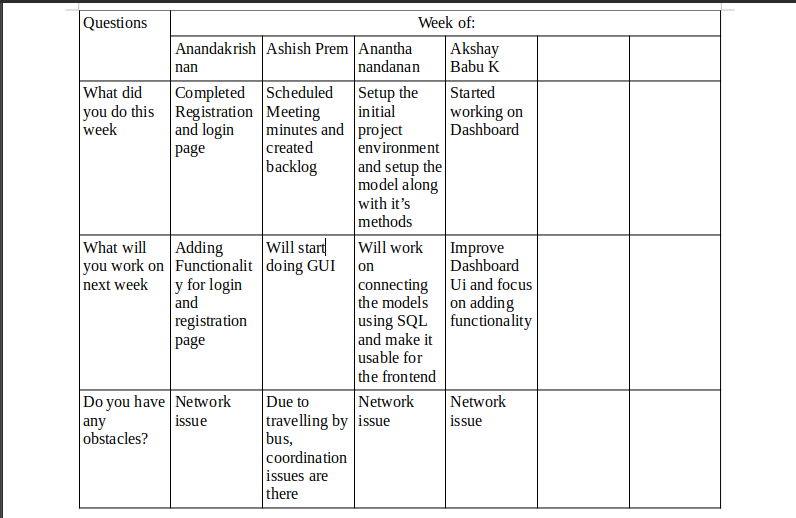 Questions
Week of:
Anandakrish
nan
Ashish Prem
Anantha
nandanan
Akshay
Babu K
What did
you do this
week
Completed
Registration
and login
page
Scheduled
Meeting
minutes and
created
backlog
Setup the
initial
project
environment
and setup the
model along
with it’s
methods
Started
working on
Dashboard
What will
you work on
next week
Adding
Functionalit
y for login
and
registration
page
Will start
doing GUI
Will work
on
connecting
the models
using SQL
and make it
usable for
the frontend
Improve
Dashboard
Ui and focus
on adding
functionality
Do you have
any
obstacles?
Network
issue
Due to
travelling by
bus,
coordination
issues are
there
Network
issue
Network
issue